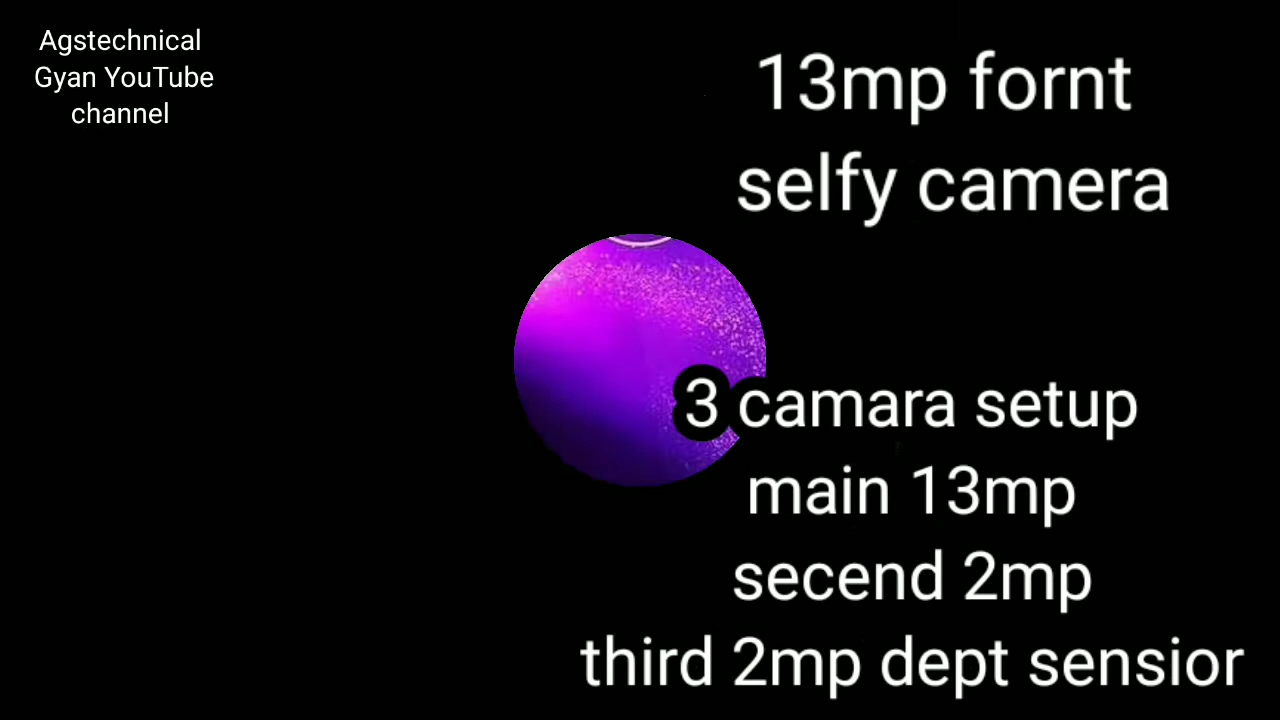 Agstechnical
Gyan YouTube
channel
13mp fornt
selfy camera
3 camara setup
main 13mp
secend 2mp
third 2mp dept sensior